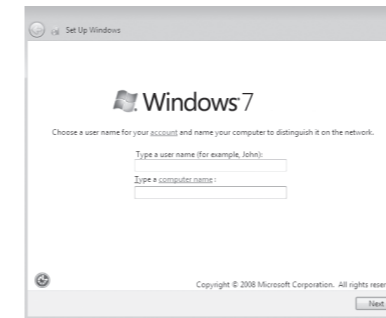 Set Up Windows
Windows 7
Choose a user name for your account and name your computer to distinguish it on the network.
Type a user name (for example, John):
Type a computer name:
Copyright © 2008 Microsoft Corporation. All rights reser
Next